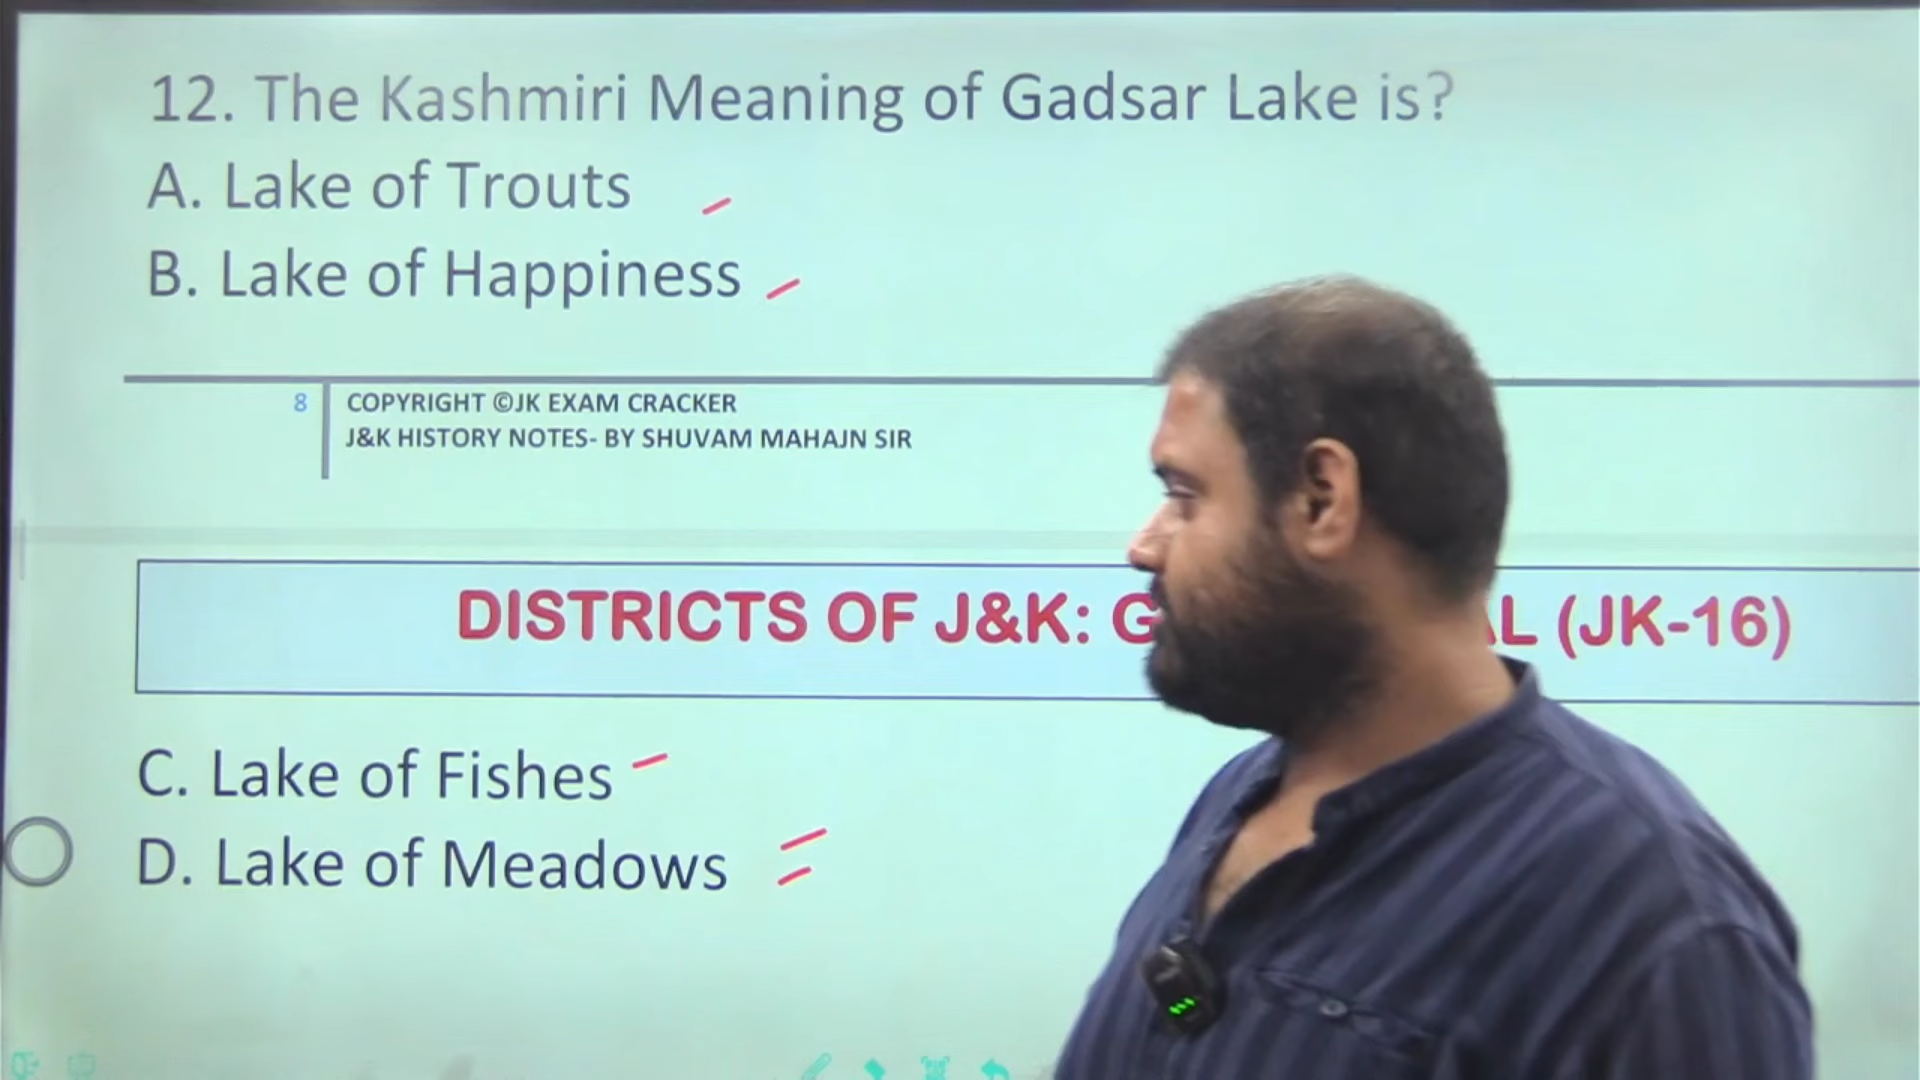 12. The Kashmiri Meaning of Gadsar Lake is?
A. Lake of Trouts
B. Lake of Happiness
8
COPYRIGHT ©JK EXAM CRACKER
J&K HISTORY NOTES- BY SHUVAM MAHAJN SIR
DISTRICTS OF J&K: (JK-16)
C. Lake of Fishes
D. Lake of Meadows